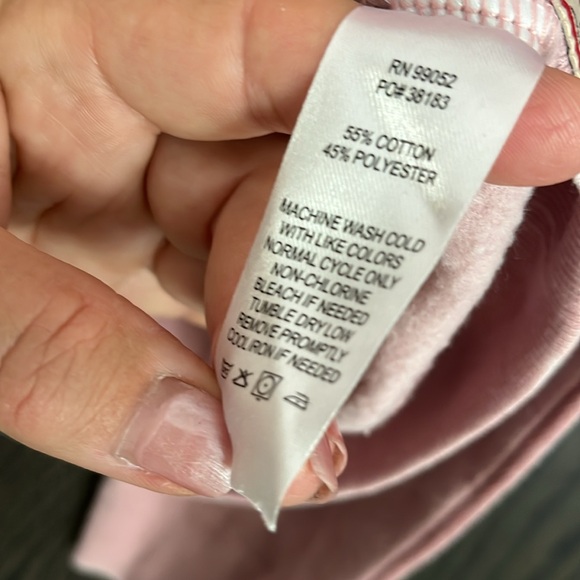 RN 99052
PO# 38183
55% COTTON
45% POLYESTER
MACHINE WASH COLD
WITH LIKE COLORS
NORMAL CYCLE ONLY
NON-CHLORINE
BLEACH IF NEEDED
TUMBLE DRY LOW
REMOVE PROMPTLY
COOL IRON IF NEEDED